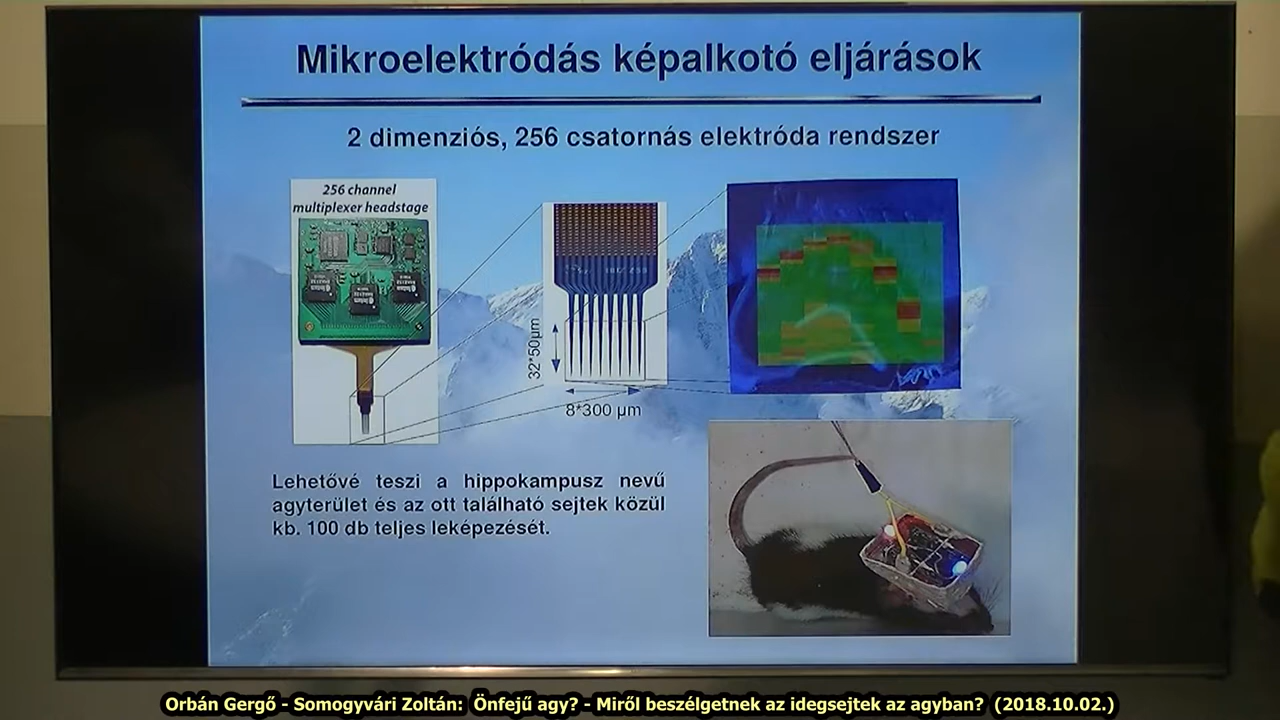 Mikroelektródás képalkotó eljárások
2 dimenziós, 256 csatornás elektróda rendszer
256 channel
multiplexer headstage
32*50µm
8*300 µm
Lehetővé teszi a hippokampusz nevű
agyterület és az ott található sejtek közül
kb. 100 db teljes leképezését.
Orbán Gergő - Somogyvári Zoltán: Önfejű agy? - Miről beszélgetnek az idegsejtek az agyban? (2018.10.02.)